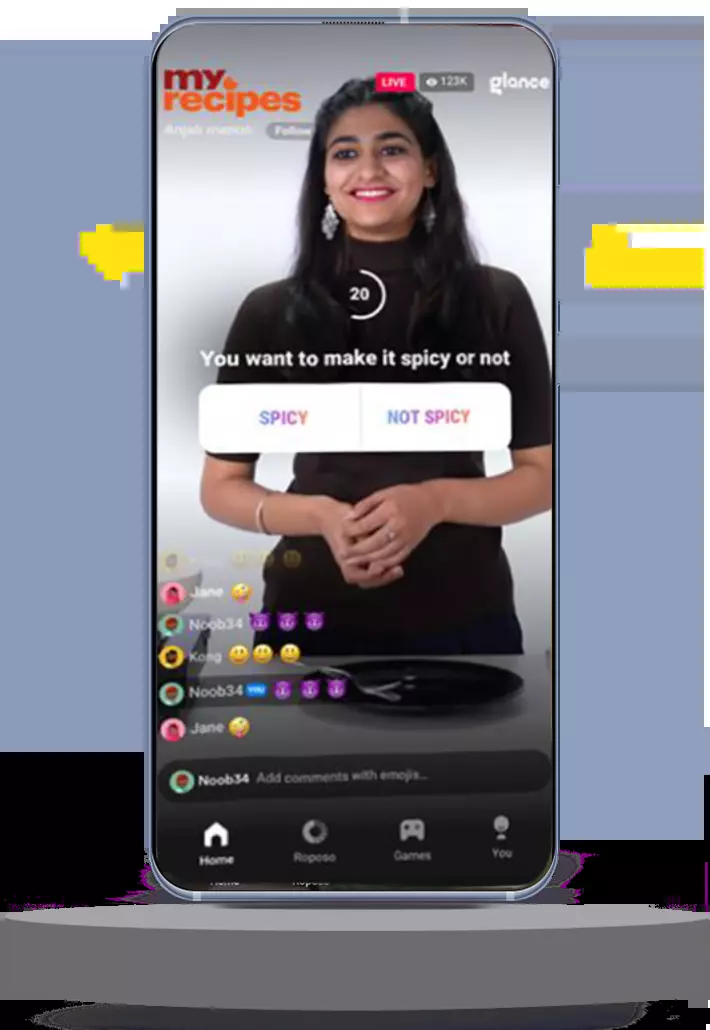 my
recipes
LIVE
123K
glance
Follow
20
You want to make it spicy or not
SPICY
NOT SPICY
Jane
Noob34
Kong
Noob34 YOU
Jane
Noob34 Add comments with emojis...
Home
Roposo
Games
You